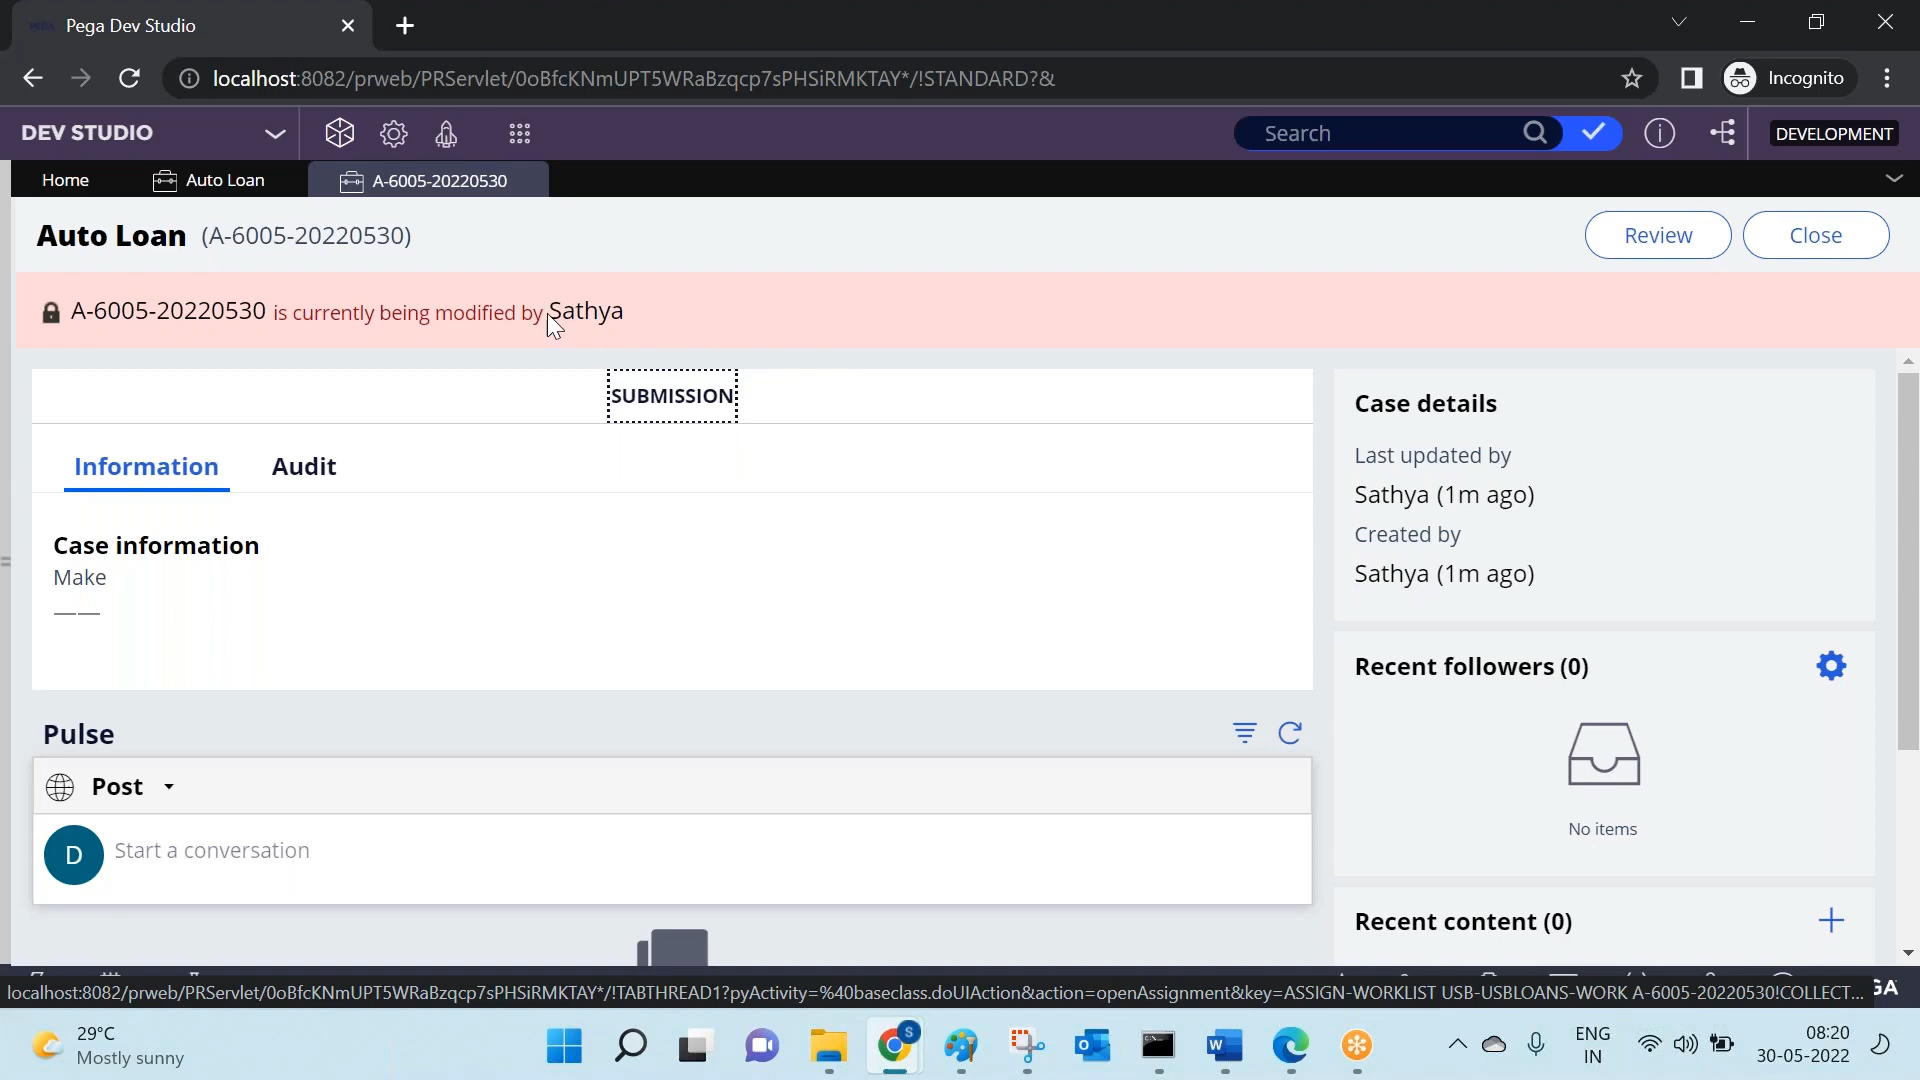 Pega Dev Studio
localhost:8082/prweb/PRServlet/0oBfcKNmUPT5WRaBzqcp7sPHSiRMKTAY*/!STANDARD?&
Incognito
DEV STUDIO
Search
DEVELOPMENT
Home
Auto Loan
A-6005-20220530
Auto Loan (A-6005-20220530)
Review
Close
A-6005-20220530 is currently being modified by Sathya
SUBMISSION
Information
Audit
Case information
Make
——
Case details
Last updated by
Sathya (1m ago)
Created by
Sathya (1m ago)
Recent followers (0)
No items
Recent content (0)
Pulse
Post
D
Start a conversation
localhost:8082/prweb/PRServlet/0oBfcKNmUPT5WRaBzqcp7sPHSiRMKTAY*/!TABTHREAD1?pyActivity=%40baseclass.doUIAction&action=openAssignment&key=ASSIGN-WORKLIST USB-USBLOANS-WORK A-6005-20220530!COLLECT...
29°C
Mostly sunny
S
ENG
IN
08:20
30-05-2022